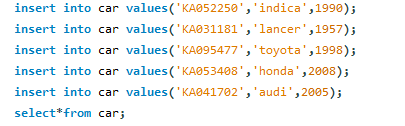 insert into car values('KA052250','indica',1990);
insert into car values('KA031181','lancer',1957);
insert into car values('KA095477','toyota',1998);
insert into car values('KA053408','honda',2008);
insert into car values('KA041702','audi',2005);
select*from car;